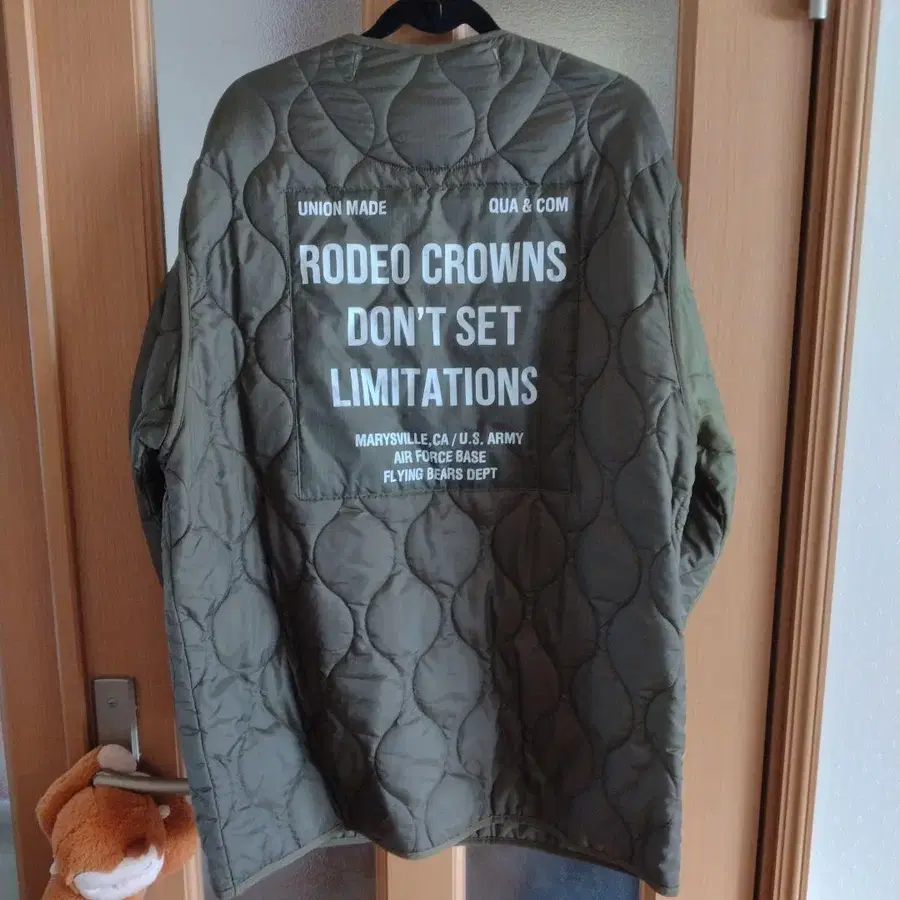 UNION MADE QUA & COM
RODEO CROWNS
DON'T SET
LIMITATIONS
MARYSVILLE,CA / U.S. ARMY
AIR FORCE BASE
FLYING BEARS DEPT